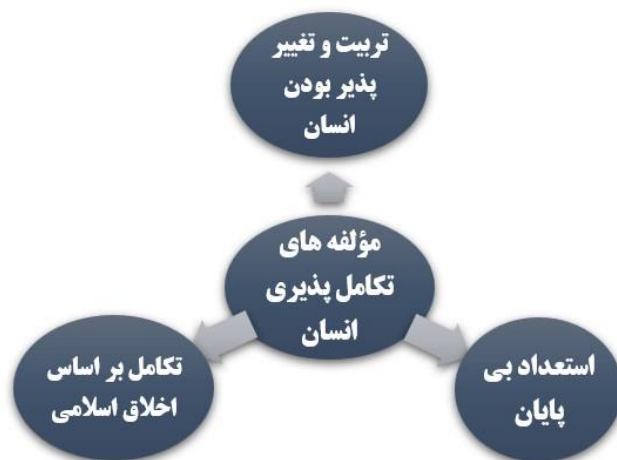 تربیت و تغییر
پذیر بودن
انسان
مؤلفه های
تکامل پذیری
انسان
استعداد بی
پایان
تکامل بر اساس
اخلاق اسلامی